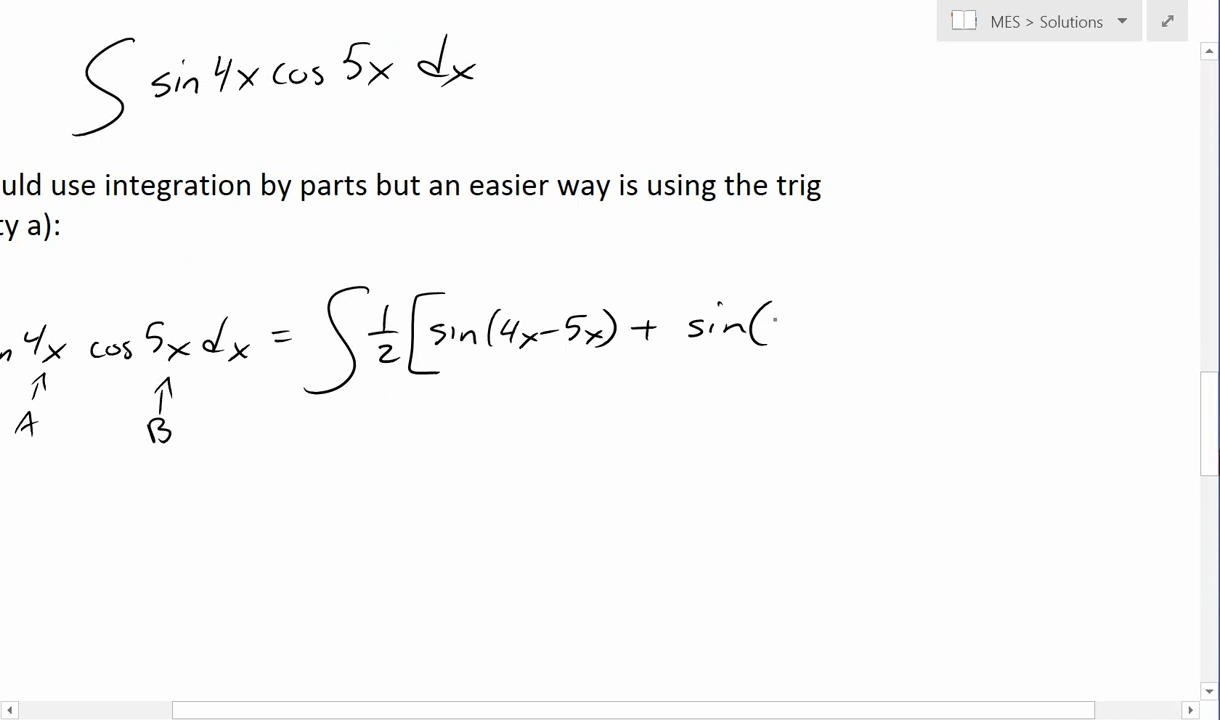 MES > Solutions
∫ sin 4x cos 5x dx
uld use integration by parts but an easier way is using the trig
ty a):
n 4x cos 5x dx = ∫ 1/2 [sin(4x-5x) + sin(
A B